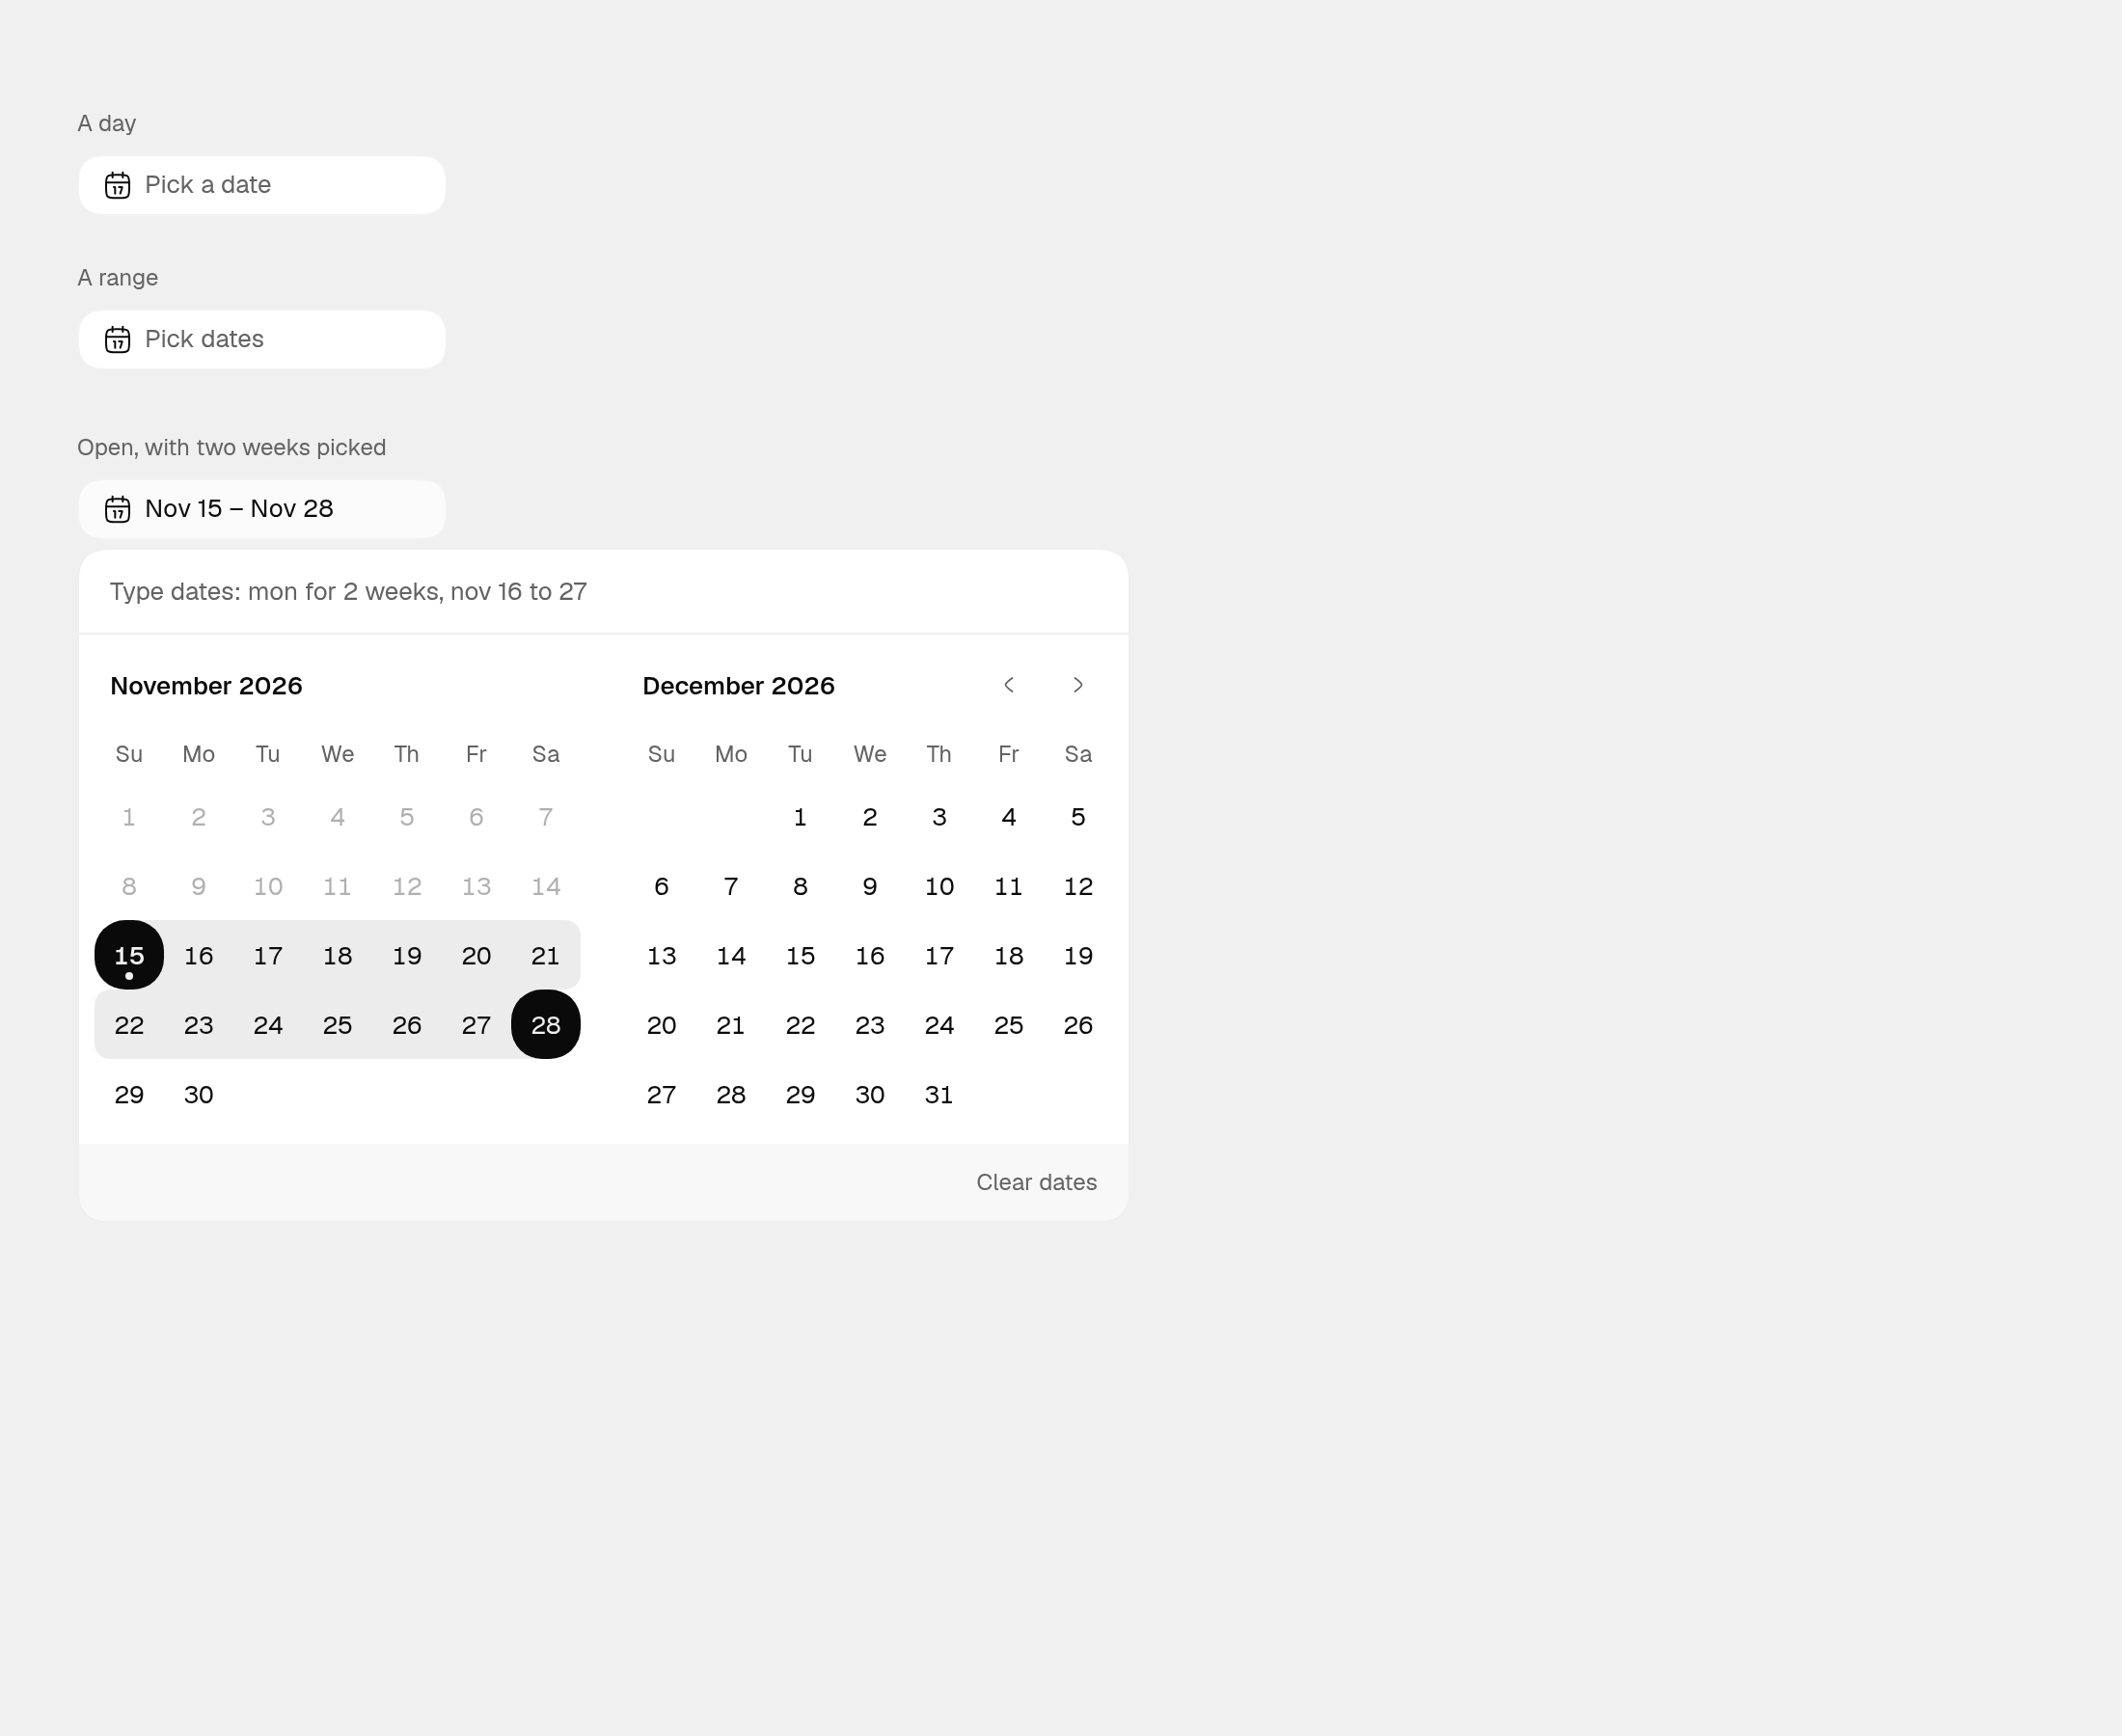 A day
17 Pick a date
A range
17 Pick dates
Open, with two weeks picked
17 Nov 15 – Nov 28
Type dates: mon for 2 weeks, nov 16 to 27
November 2026
Su Mo Tu We Th Fr Sa
1 2 3 4 5 6 7
8 9 10 11 12 13 14
15 16 17 18 19 20 21
22 23 24 25 26 27 28
29 30
December 2026
Su Mo Tu We Th Fr Sa
1 2 3 4 5
6 7 8 9 10 11 12
13 14 15 16 17 18 19
20 21 22 23 24 25 26
27 28 29 30 31
Clear dates